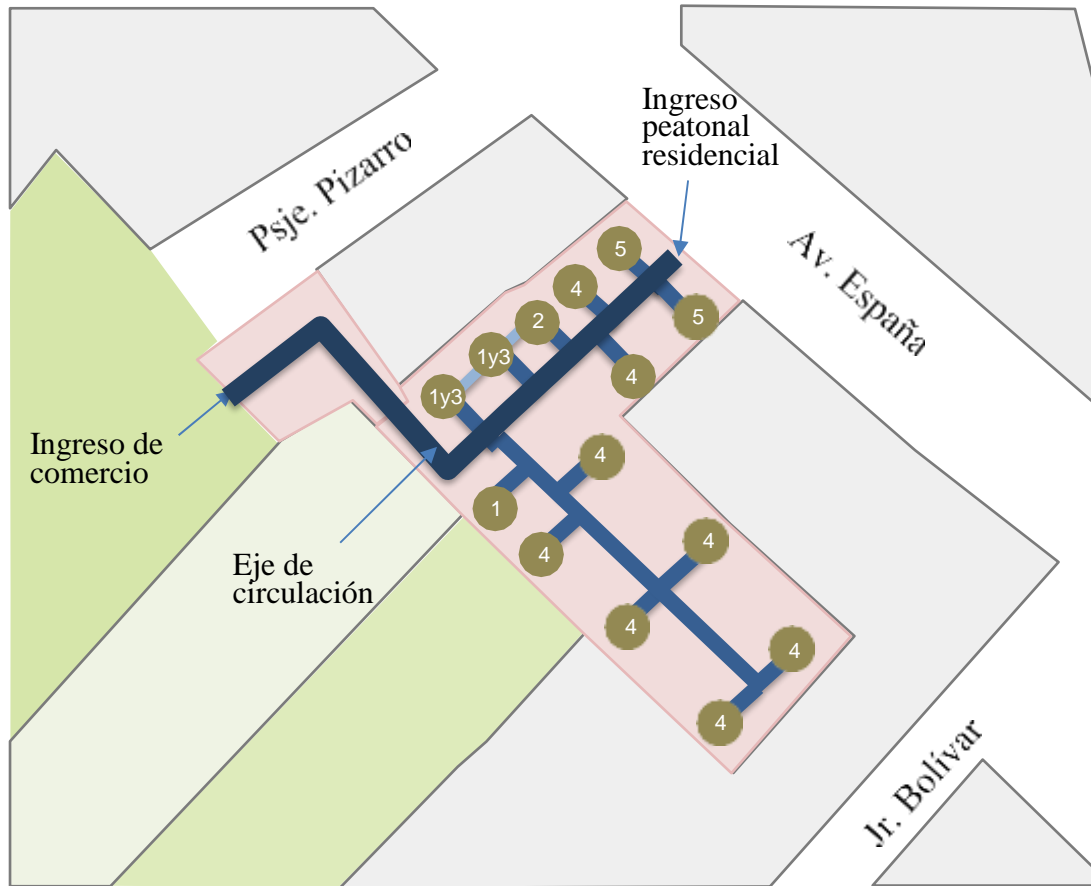 Ingreso
peatonal
residencial
Psje. Pizarro
Av. España
5
4
5
2
1y3
4
1y3
4
1
4
4
4
4
4
Ingreso de
comercio
Eje de
circulación
Jr. Bolívar